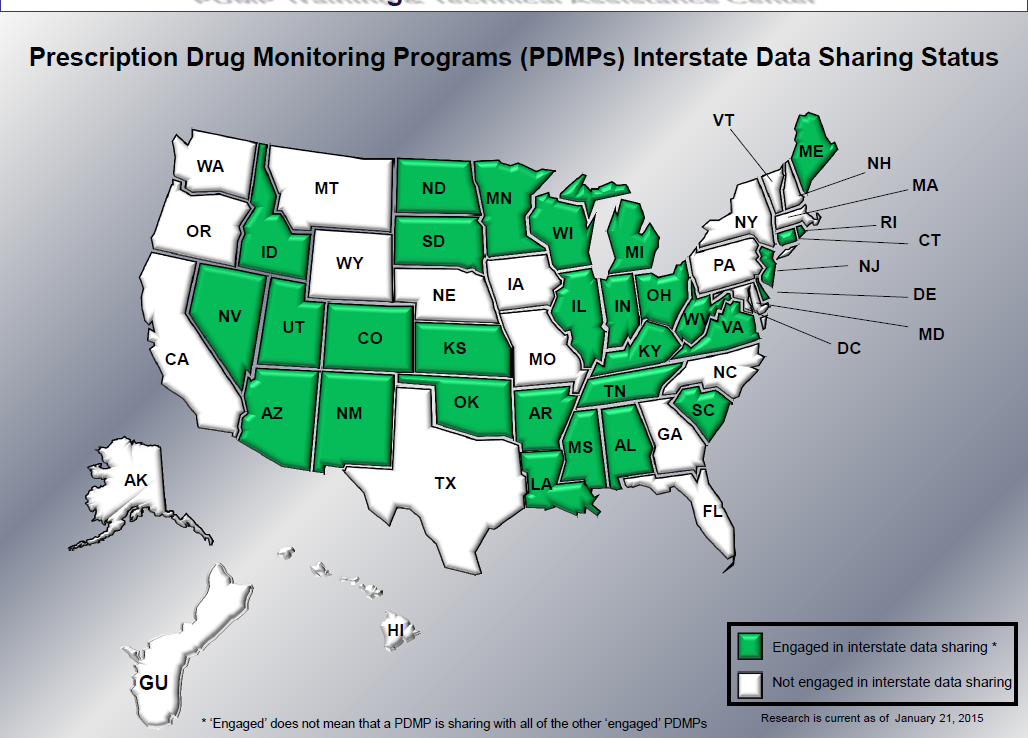 PDMP Training & Technical Assistance Center
Prescription Drug Monitoring Programs (PDMPs) Interstate Data Sharing Status
VT
ME
NH
WA
MT
ND
MN
MA
OR
ID
SD
WI
MI
NY
RI
CT
WY
PA
NJ
NE
IA
IL
IN
OH
DE
NV
UT
CO
WV
VA
MD
CA
KS
MO
KY
DC
NC
AZ
NM
OK
AR
TN
SC
MS
AL
GA
AK
TX
LA
FL
HI
GU
Engaged in interstate data sharing *
Not engaged in interstate data sharing
* ‘Engaged’ does not mean that a PDMP is sharing with all of the other ‘engaged’ PDMPs
Research is current as of January 21, 2015